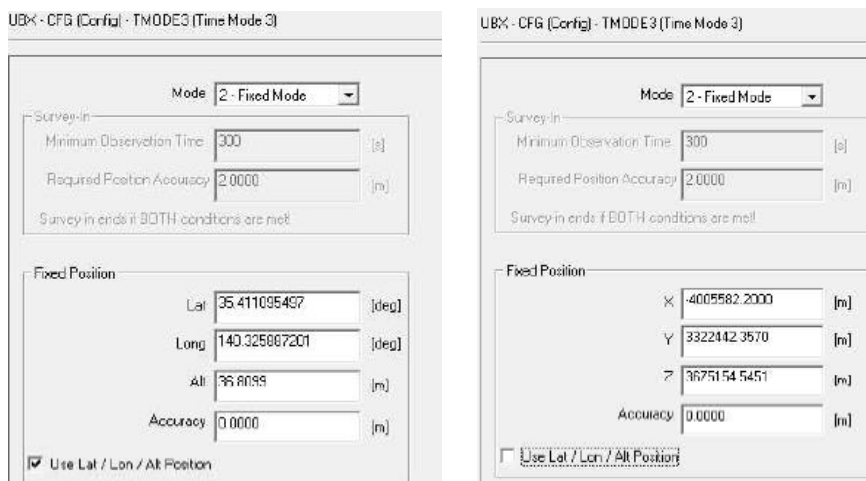 UBX - CFG (Config) - TMODE3 (Time Mode 3)
Mode 2 - Fixed Mode
Survey-In
Minimum Observation Time 300 [s]
Required Position Accuracy 2.0000 [m]
Survey in ends if BOTH conditions are met!
Fixed Position
Lat 35.411095497 [deg]
Long 140.325887201 [deg]
Alt 36.8099 [m]
Accuracy 0.0000 [m]
Use Lat / Lon / Alt Position
UBX - CFG (Config) - TMODE3 (Time Mode 3)
Mode 2 - Fixed Mode
Survey-In
Minimum Observation Time 300 [s]
Required Position Accuracy 2.0000 [m]
Survey in ends if BOTH conditions are met!
Fixed Position
X -4005582.2000 [m]
Y 3322442.3570 [m]
Z 3675154.5451 [m]
Accuracy 0.0000 [m]
Use Lat / Lon / Alt Position